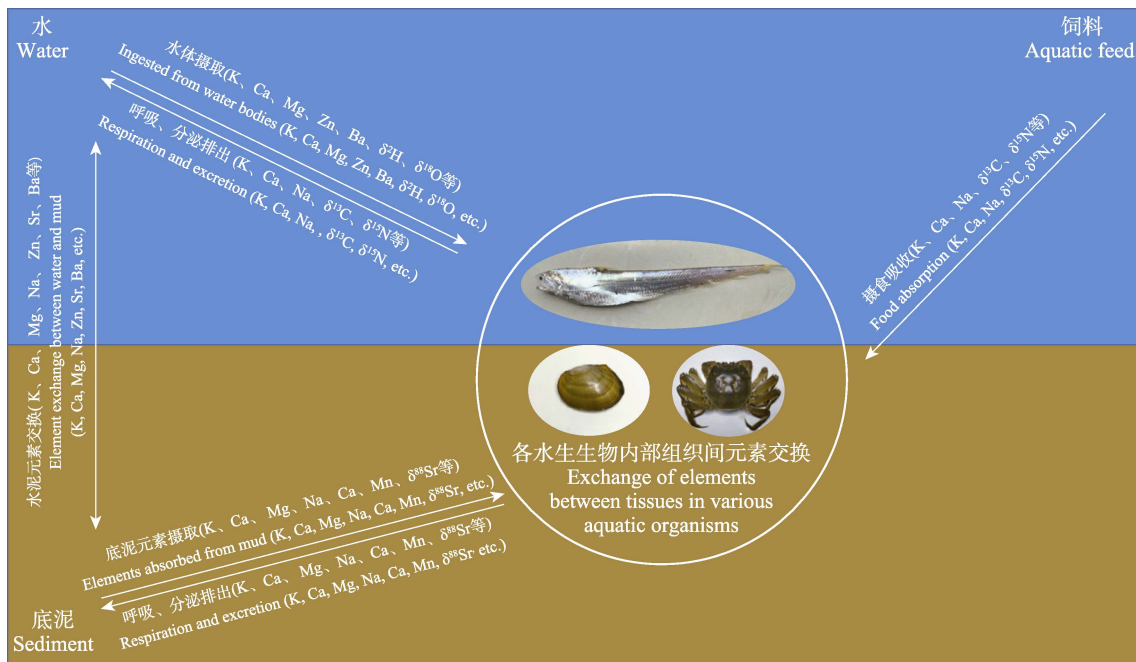 水
Water
饲料
Aquatic feed
水体摄取(K、Ca、Mg、Zn、Ba、δ²H、δ¹⁸O等)
Ingested from water bodies (K, Ca, Mg, Zn, Ba, δ²H, δ¹⁸O, etc.)
呼吸、分泌排出(K、Ca、Na、δ¹³C、δ¹⁵N等)
Respiration and excretion (K, Ca, Na, , δ¹³C, δ¹⁵N, etc.)
摄食吸收(K、Ca、Na、δ¹³C、δ¹⁵N等)
Food absorption (K, Ca, Na, δ¹³C, δ¹⁵N, etc.)
水泥元素交换( K、Ca、Mg、Na、Zn、Sr、Ba等)
Element exchange between water and mud
(K, Ca, Mg, Na, Zn, Sr, Ba, etc.)
各水生生物内部组织间元素交换
Exchange of elements
between tissues in various
aquatic organisms
底泥元素摄取(K、Ca、Mg、Na、Ca、Mn、δ⁸⁸Sr等)
Elements absorbed from mud (K, Ca, Mg, Na, Ca, Mn, δ⁸⁸Sr, etc.)
呼吸、分泌排出(K、Ca、Mg、Na、Ca、Mn、δ⁸⁸Sr等)
Respiration and excretion (K, Ca, Mg, Na, Ca, Mn, δ⁸⁸Sr etc.)
底泥
Sediment